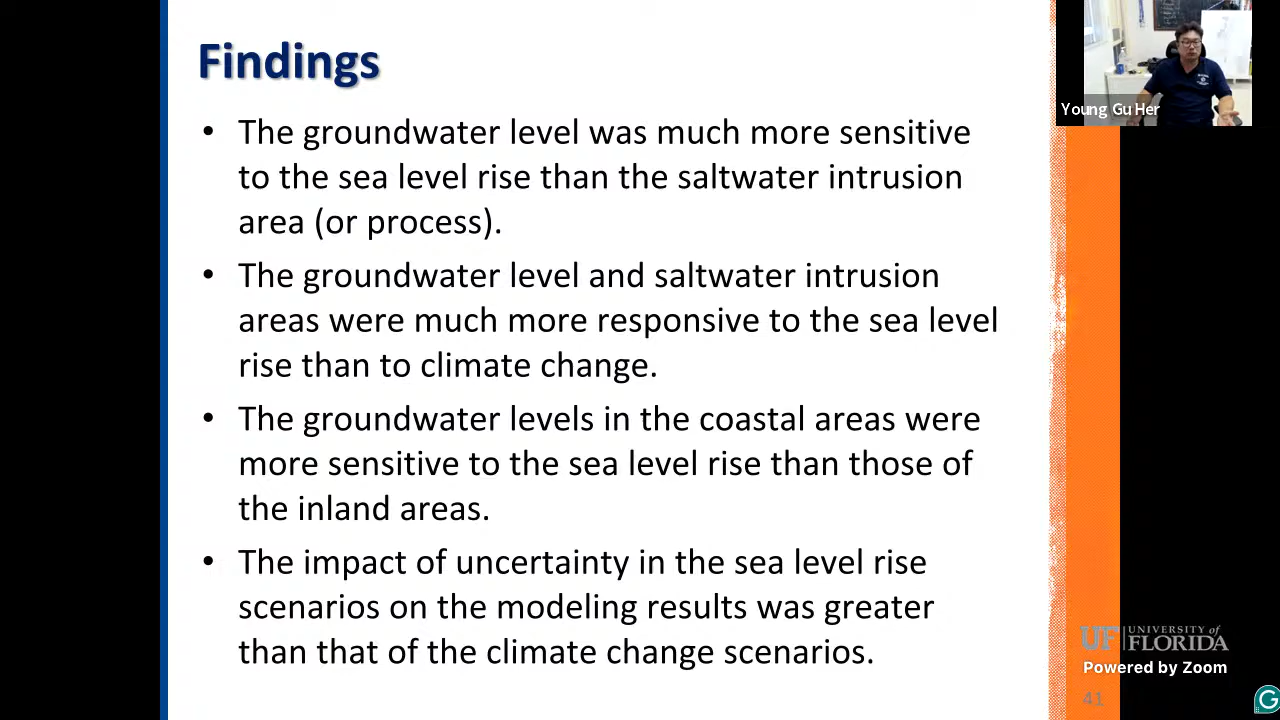 Findings
• The groundwater level was much more sensitive
to the sea level rise than the saltwater intrusion
area (or process).
• The groundwater level and saltwater intrusion
areas were much more responsive to the sea level
rise than to climate change.
• The groundwater levels in the coastal areas were
more sensitive to the sea level rise than those of
the inland areas.
• The impact of uncertainty in the sea level rise
scenarios on the modeling results was greater
than that of the climate change scenarios.
Young Gu Her
UF UNIVERSITY of
FLORIDA
Powered by Zoom
41
G